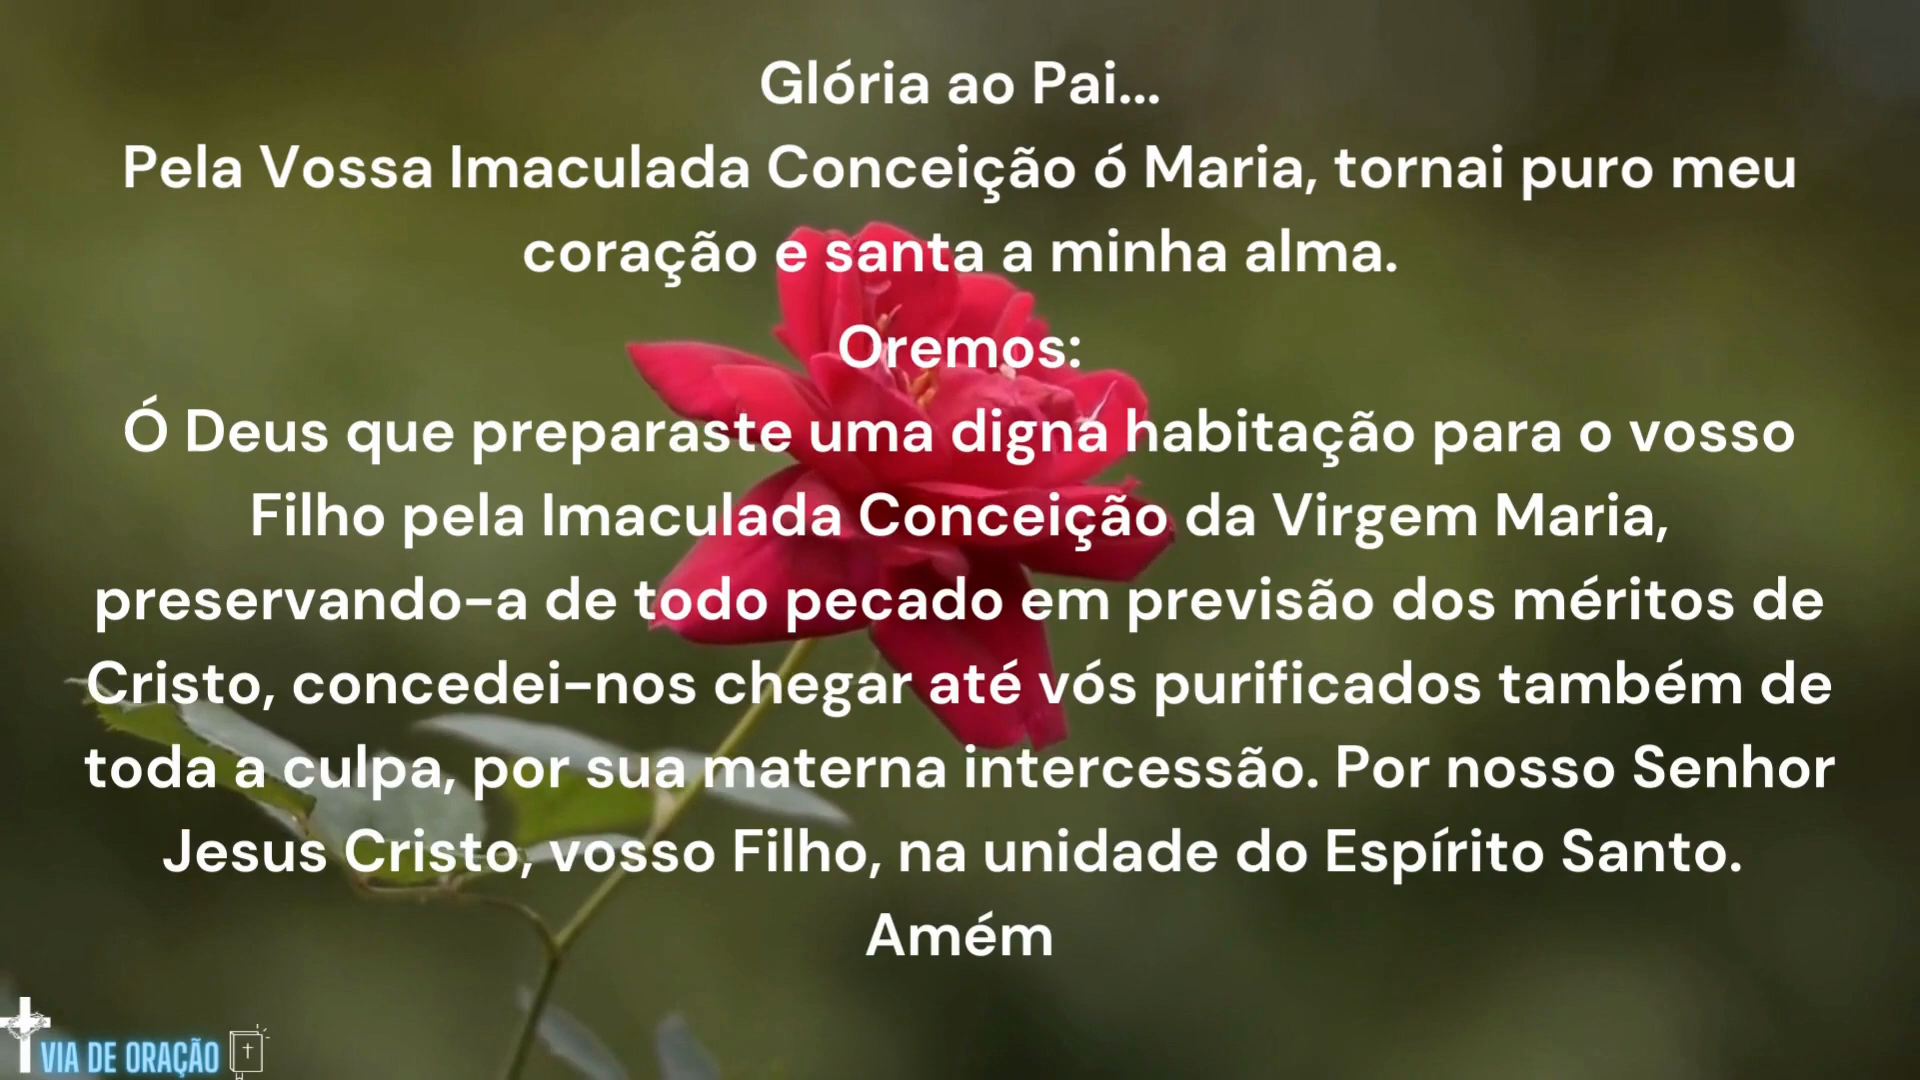 Glória ao Pai...
Pela Vossa Imaculada Conceição ó Maria, tornai puro meu
coração e santa a minha alma.
Oremos:
Ó Deus que preparaste uma digna habitação para o vosso
Filho pela Imaculada Conceição da Virgem Maria,
preservando-a de todo pecado em previsão dos méritos de
Cristo, concedei-nos chegar até vós purificados também de
toda a culpa, por sua materna intercessão. Por nosso Senhor
Jesus Cristo, vosso Filho, na unidade do Espírito Santo.
Amém
VIA DE ORAÇÃO